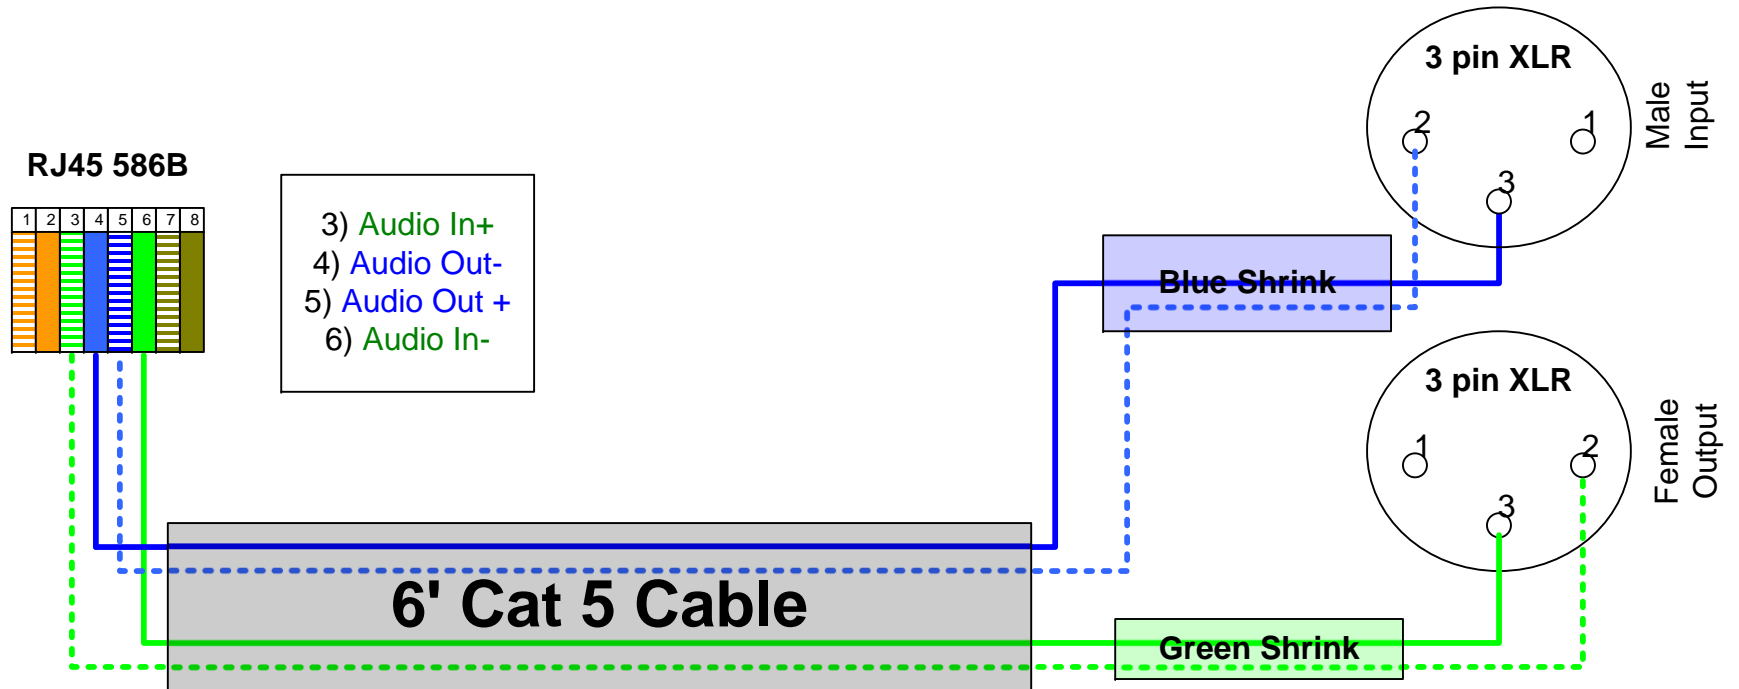 RJ45 586B
1 2 3 4 5 6 7 8
3) Audio In+
4) Audio Out-
5) Audio Out +
6) Audio In-
6' Cat 5 Cable
Blue Shrink
Green Shrink
3 pin XLR
2
1
3
Male
Input
3 pin XLR
1
2
3
Female
Output